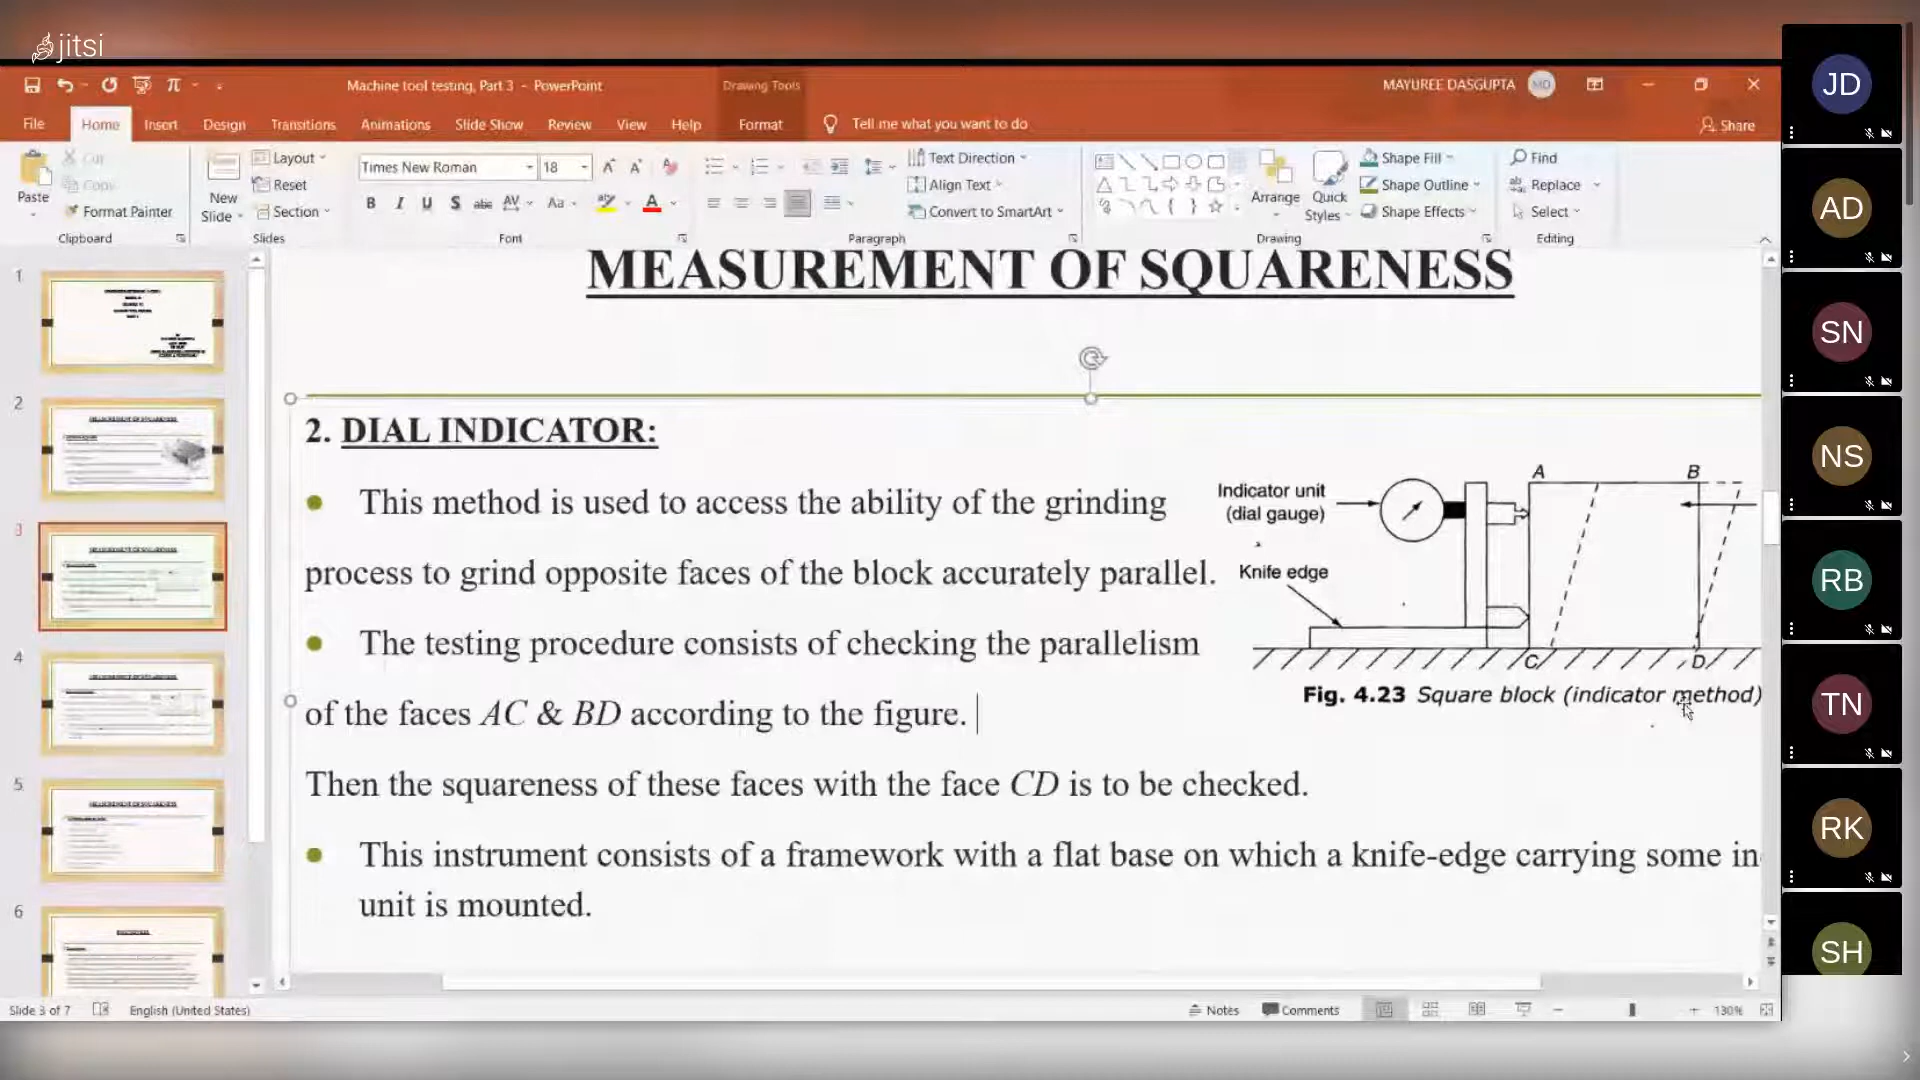 jitsi
Machine tool testing, Part 3 - PowerPoint
Drawing Tools
MAYUREE DASGUPTA
MD
File
Home
Insert
Design
Transitions
Animations
Slide Show
Review
View
Help
Format
Tell me what you want to do
Share
Paste
Cut
Copy
Format Painter
Clipboard
New
Slide
Layout
Reset
Section
Slides
Times New Roman
18
Font
Text Direction
Align Text
Convert to SmartArt
Paragraph
Arrange
Quick
Styles
Shape Fill
Shape Outline
Shape Effects
Drawing
Find
Replace
Select
Editing
1
2
3
4
5
6
MEASUREMENT OF SQUARENESS
2. DIAL INDICATOR:
This method is used to access the ability of the grinding
process to grind opposite faces of the block accurately parallel.
The testing procedure consists of checking the parallelism
of the faces AC & BD according to the figure.
Then the squareness of these faces with the face CD is to be checked.
This instrument consists of a framework with a flat base on which a knife-edge carrying some in
unit is mounted.
Indicator unit
(dial gauge)
Knife edge
A
B
C
D
Fig. 4.23 Square block (indicator method)
Slide 3 of 7
English (United States)
Notes
Comments
130%
JD
AD
SN
NS
RB
TN
RK
SH